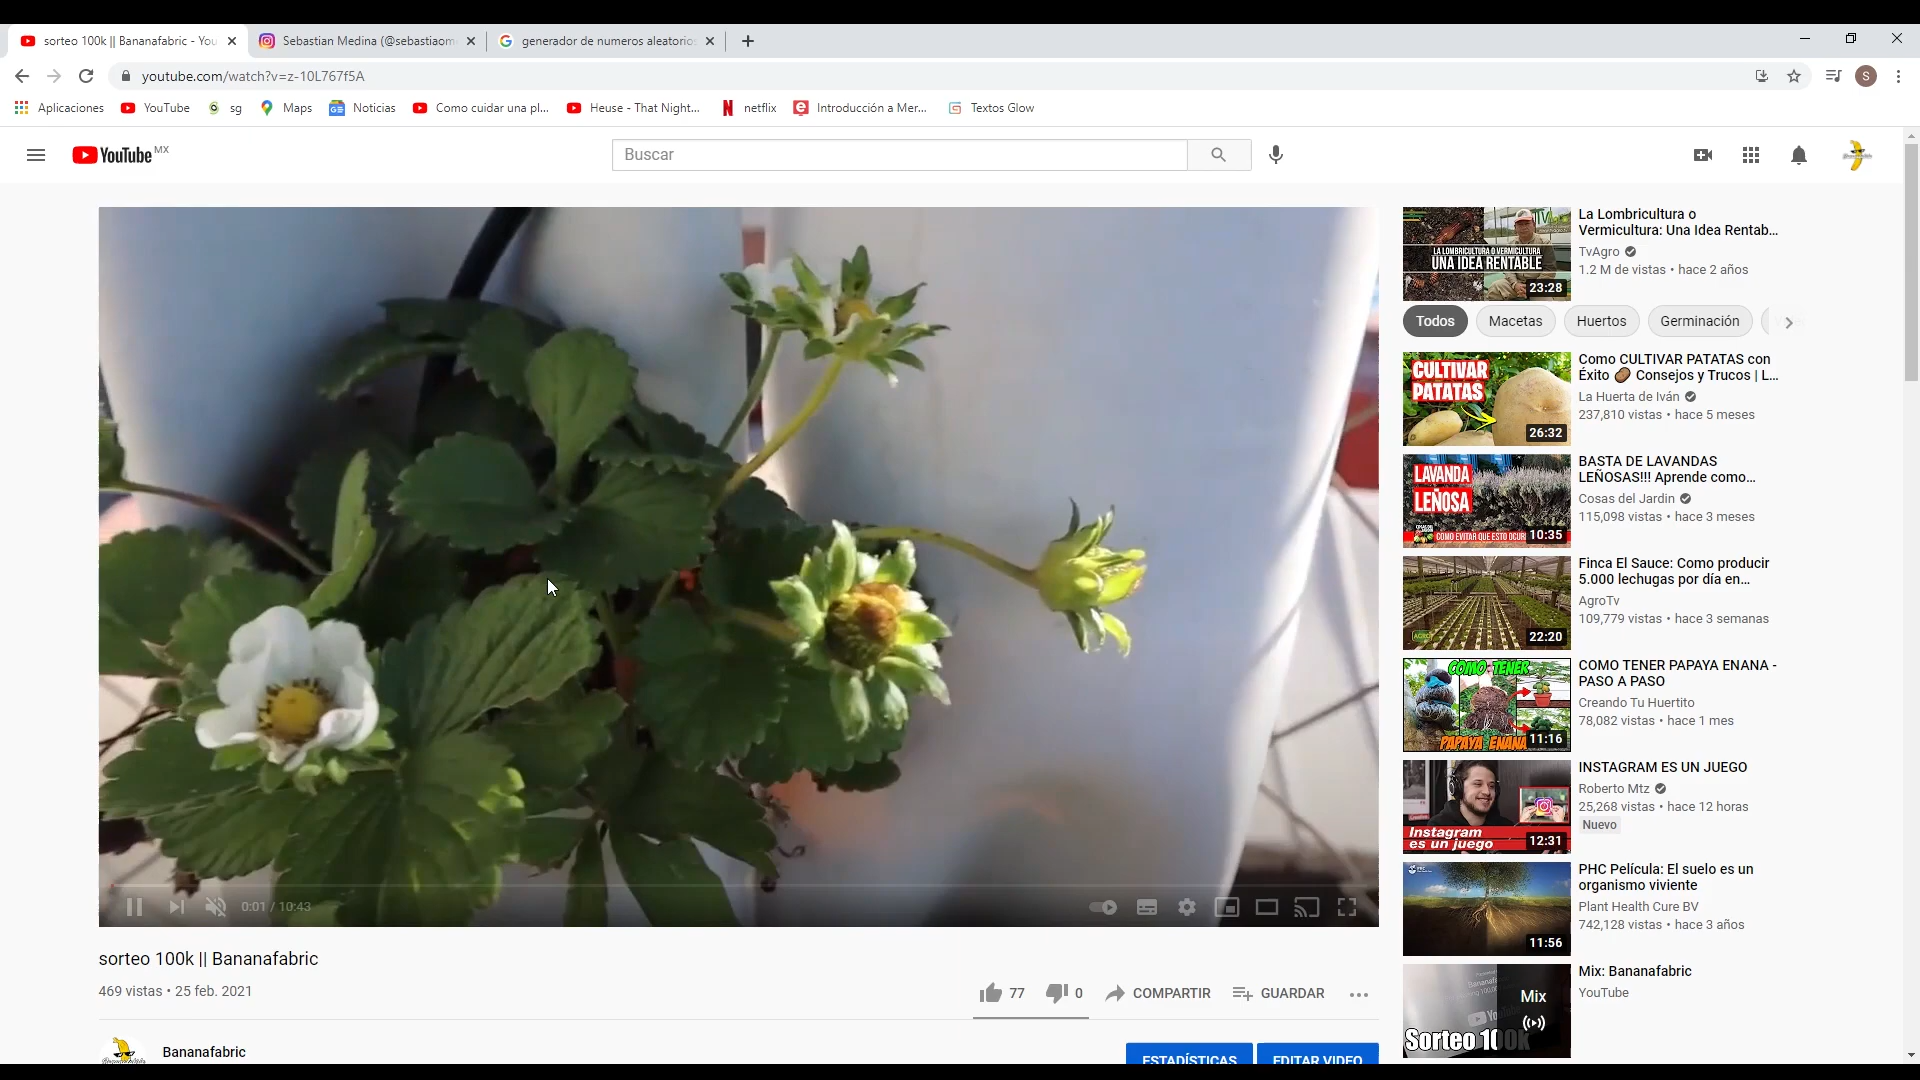 sorteo 100k || Bananafabric - You
Sebastian Medina (@sebastiaom
generador de numeros aleatorios
youtube.com/watch?v=z-10L767f5A
S
Aplicaciones
YouTube
sg
Maps
Noticias
Como cuidar una pl...
Heuse - That Night...
netflix
Introducción a Mer...
Textos Glow
YouTube MX
Buscar
0:01 / 10:43
sorteo 100k || Bananafabric
469 vistas • 25 feb. 2021
77
0
COMPARTIR
GUARDAR
Bananafabric
ESTADÍSTICAS
EDITAR VIDEO
LA LOMBRICULTURA O VERMICULTURA
UNA IDEA RENTABLE
23:28
La Lombricultura o
Vermicultura: Una Idea Rentab...
TvAgro
1.2 M de vistas • hace 2 años
Todos
Macetas
Huertos
Germinación
CULTIVAR
PATATAS
26:32
Como CULTIVAR PATATAS con
Éxito 🥔 Consejos y Trucos | L...
La Huerta de Iván
237,810 vistas • hace 5 meses
LAVANDA
LEÑOSA
COMO EVITAR QUE ESTO OCURR
10:35
BASTA DE LAVANDAS
LEÑOSAS!!! Aprende como...
Cosas del Jardin
115,098 vistas • hace 3 meses
22:20
Finca El Sauce: Como producir
5.000 lechugas por día en...
AgroTv
109,779 vistas • hace 3 semanas
COMO TENER
PAPAYA ENANA
11:16
COMO TENER PAPAYA ENANA -
PASO A PASO
Creando Tu Huertito
78,082 vistas • hace 1 mes
Instagram
es un juego
12:31
INSTAGRAM ES UN JUEGO
Roberto Mtz
25,268 vistas • hace 12 horas
Nuevo
11:56
PHC Película: El suelo es un
organismo viviente
Plant Health Cure BV
742,128 vistas • hace 3 años
Mix
Sorteo 100k
Mix: Bananafabric
YouTube